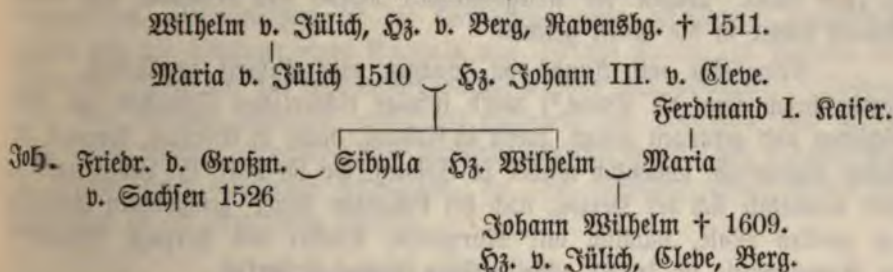 Wilhelm v. Jülich, Hz. v. Berg, Ravensbg. † 1511.
Maria v. Jülich 1510 ‿ Hz. Johann III. v. Cleve.
Ferdinand I. Kaiser.
Joh. Friedr. d. Großm. ‿ Sibylla Hz. Wilhelm ‿ Maria
v. Sachsen 1526
Johann Wilhelm † 1609.
Hz. v. Jülich, Cleve, Berg.